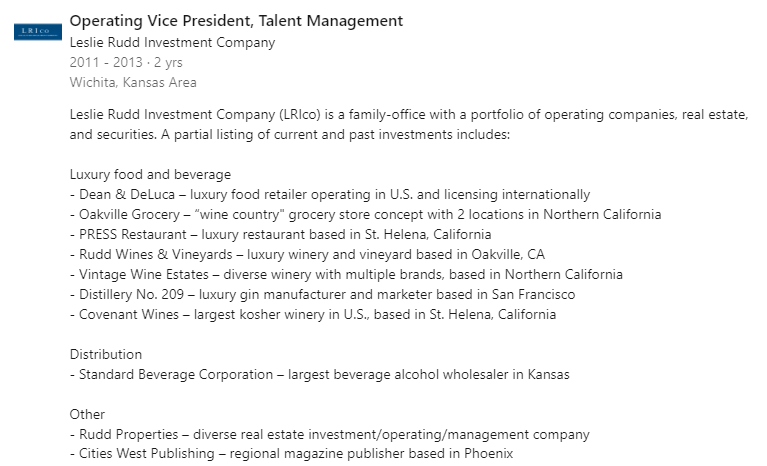 LRIco
Operating Vice President, Talent Management
Leslie Rudd Investment Company
2011 - 2013 · 2 yrs
Wichita, Kansas Area
Leslie Rudd Investment Company (LRIco) is a family-office with a portfolio of operating companies, real estate,
and securities. A partial listing of current and past investments includes:
Luxury food and beverage
- Dean & DeLuca – luxury food retailer operating in U.S. and licensing internationally
- Oakville Grocery – “wine country” grocery store concept with 2 locations in Northern California
- PRESS Restaurant – luxury restaurant based in St. Helena, California
- Rudd Wines & Vineyards – luxury winery and vineyard based in Oakville, CA
- Vintage Wine Estates – diverse winery with multiple brands, based in Northern California
- Distillery No. 209 – luxury gin manufacturer and marketer based in San Francisco
- Covenant Wines – largest kosher winery in U.S., based in St. Helena, California
Distribution
- Standard Beverage Corporation – largest beverage alcohol wholesaler in Kansas
Other
- Rudd Properties – diverse real estate investment/operating/management company
- Cities West Publishing – regional magazine publisher based in Phoenix